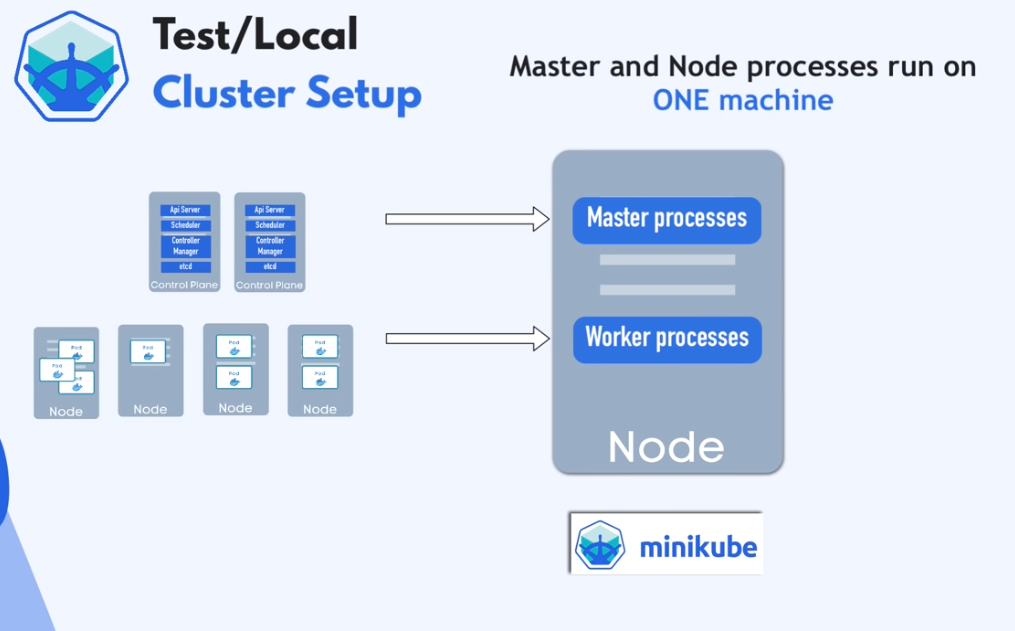 Test/Local
Cluster Setup
Master and Node processes run on
ONE machine
Api Server
Scheduler
Controller
Manager
etcd
Control Plane
Api Server
Scheduler
Controller
Manager
etcd
Control Plane
Master processes
Worker processes
Node
Pod
Pod
Pod
Node
Pod
Node
Pod
Pod
Node
Pod
Pod
Node
minikube